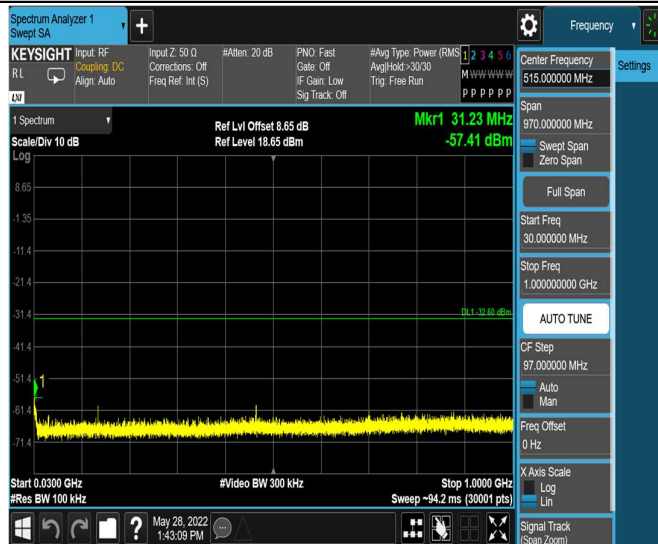 Spectrum Analyzer 1
Swept SA
+
Frequency
KEYSIGHT
RL
LXI
Input: RF
Coupling: DC
Align: Auto
Input Z: 50 Ω
Corrections: Off
Freq Ref: Int (S)
#Atten: 20 dB
PNO: Fast
Gate: Off
IF Gain: Low
Sig Track: Off
#Avg Type: Power (RMS
Avg|Hold:>30/30
Trig: Free Run
1 2 3 4 5 6
M W W W W W
P P P P P P
Center Frequency
515.000000 MHz
Settings
Span
970.000000 MHz
Swept Span
Zero Span
Full Span
Start Freq
30.000000 MHz
Stop Freq
1.000000000 GHz
AUTO TUNE
CF Step
97.000000 MHz
Auto
Man
Freq Offset
0 Hz
X Axis Scale
Log
Lin
Signal Track
(Span Zoom)
1 Spectrum
Scale/Div 10 dB
Ref Lvl Offset 8.65 dB
Ref Level 18.65 dBm
Mkr1 31.23 MHz
-57.41 dBm
Log
8.65
-1.35
-11.4
-21.4
-31.4
DL1 -32.60 dBm
-41.4
-51.4
1
-61.4
-71.4
Start 0.0300 GHz
#Video BW 300 kHz
Stop 1.0000 GHz
#Res BW 100 kHz
Sweep ~94.2 ms (30001 pts)
?
May 28, 2022
1:43:09 PM